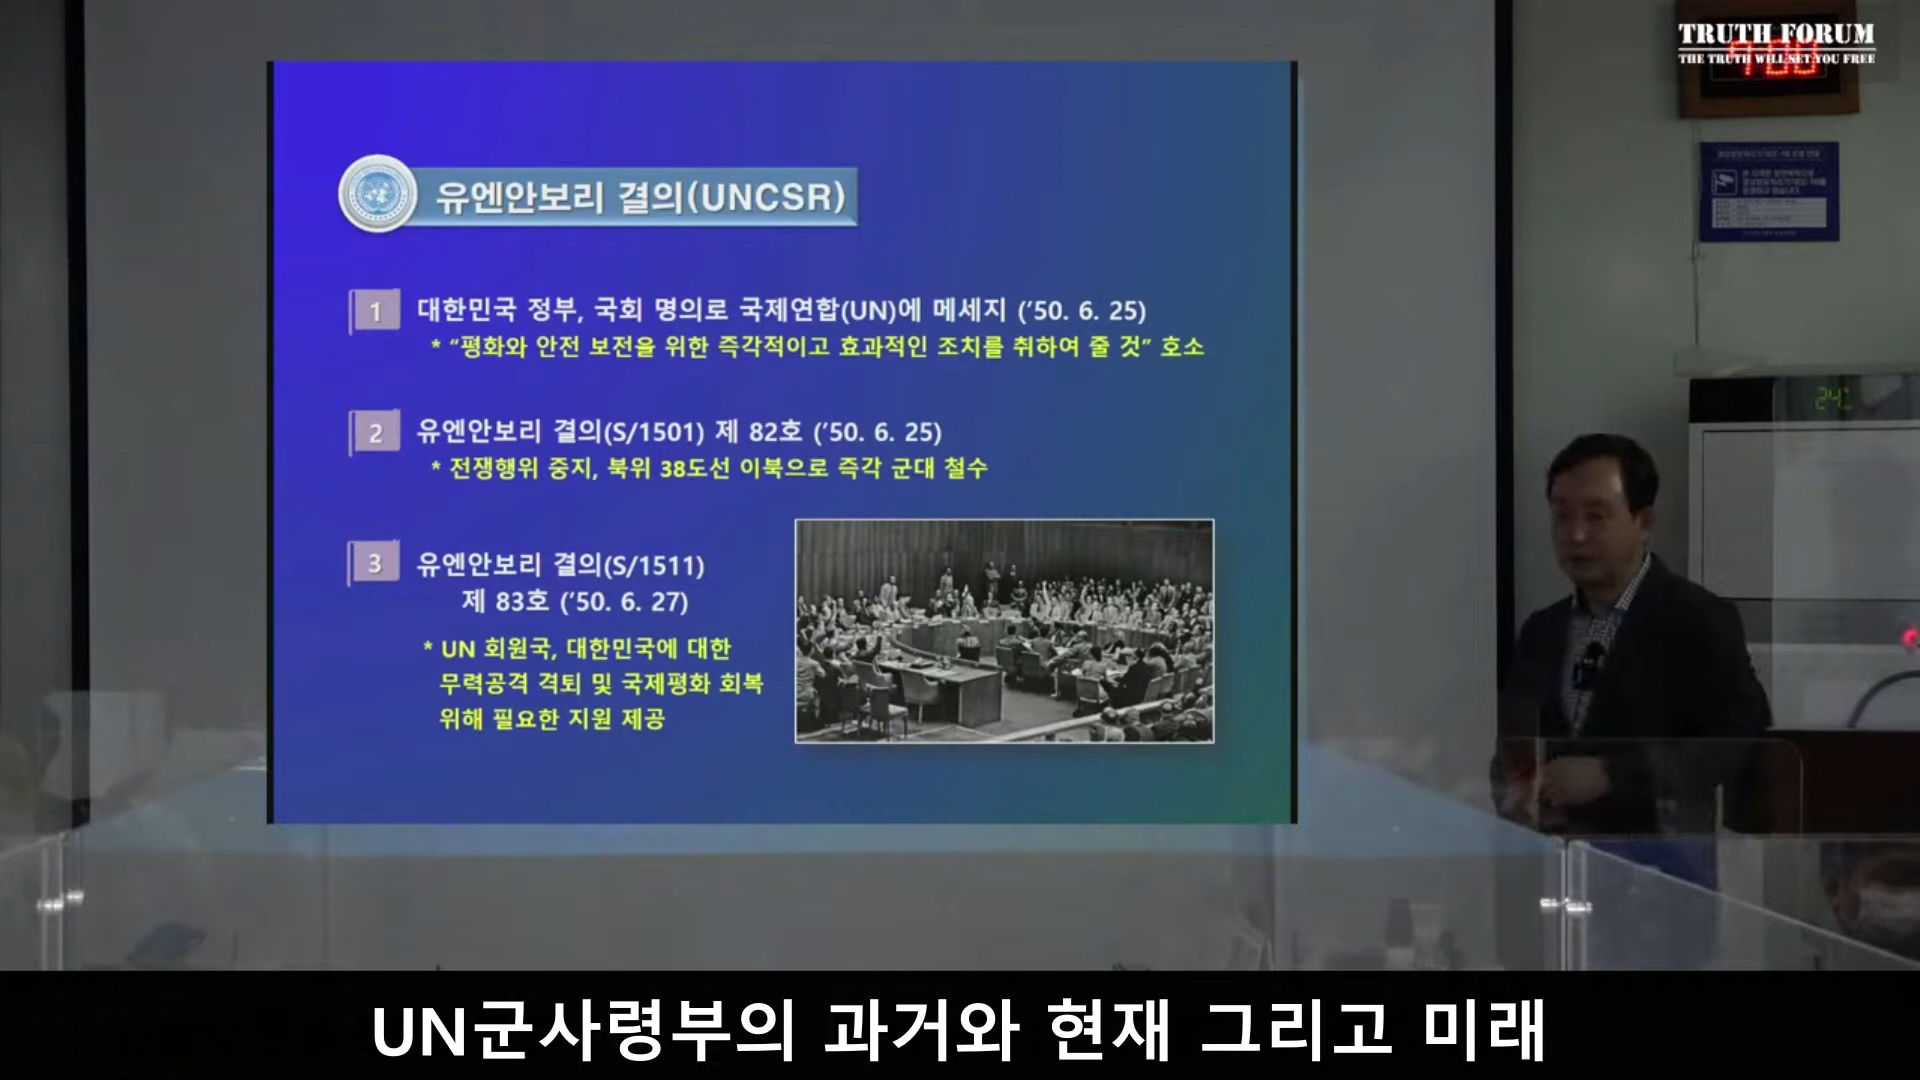 TRUTH FORUM
THE TRUTH WILL SET YOU FREE
7:00
유엔안보리 결의(UNCSR)
1 대한민국 정부, 국회 명의로 국제연합(UN)에 메세지 (’50. 6. 25)
* “평화와 안전 보전을 위한 즉각적이고 효과적인 조치를 취하여 줄 것” 호소
2 유엔안보리 결의(S/1501) 제 82호 (’50. 6. 25)
* 전쟁행위 중지, 북위 38도선 이북으로 즉각 군대 철수
3 유엔안보리 결의(S/1511)
제 83호 (’50. 6. 27)
* UN 회원국, 대한민국에 대한
무력공격 격퇴 및 국제평화 회복
위해 필요한 지원 제공
24
UN군사령부의 과거와 현재 그리고 미래